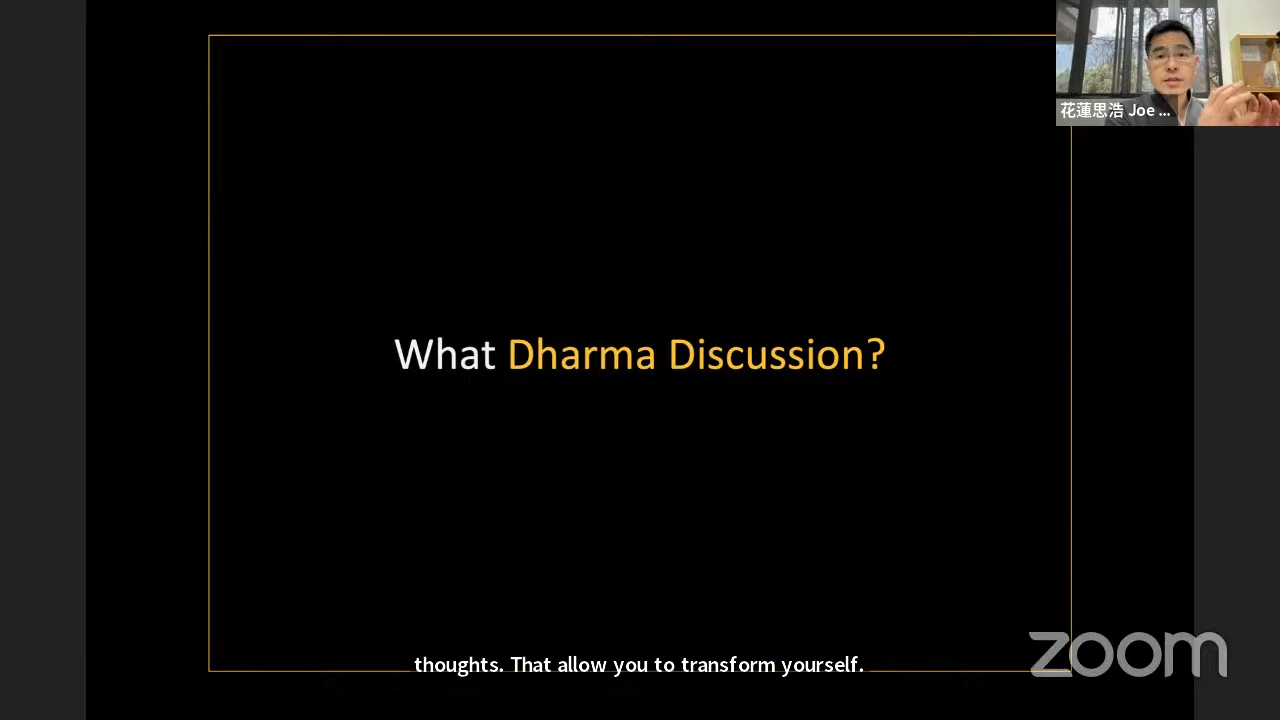 花蓮思浩 Joe ...
What Dharma Discussion?
thoughts. That allow you to transform yourself.
zoom